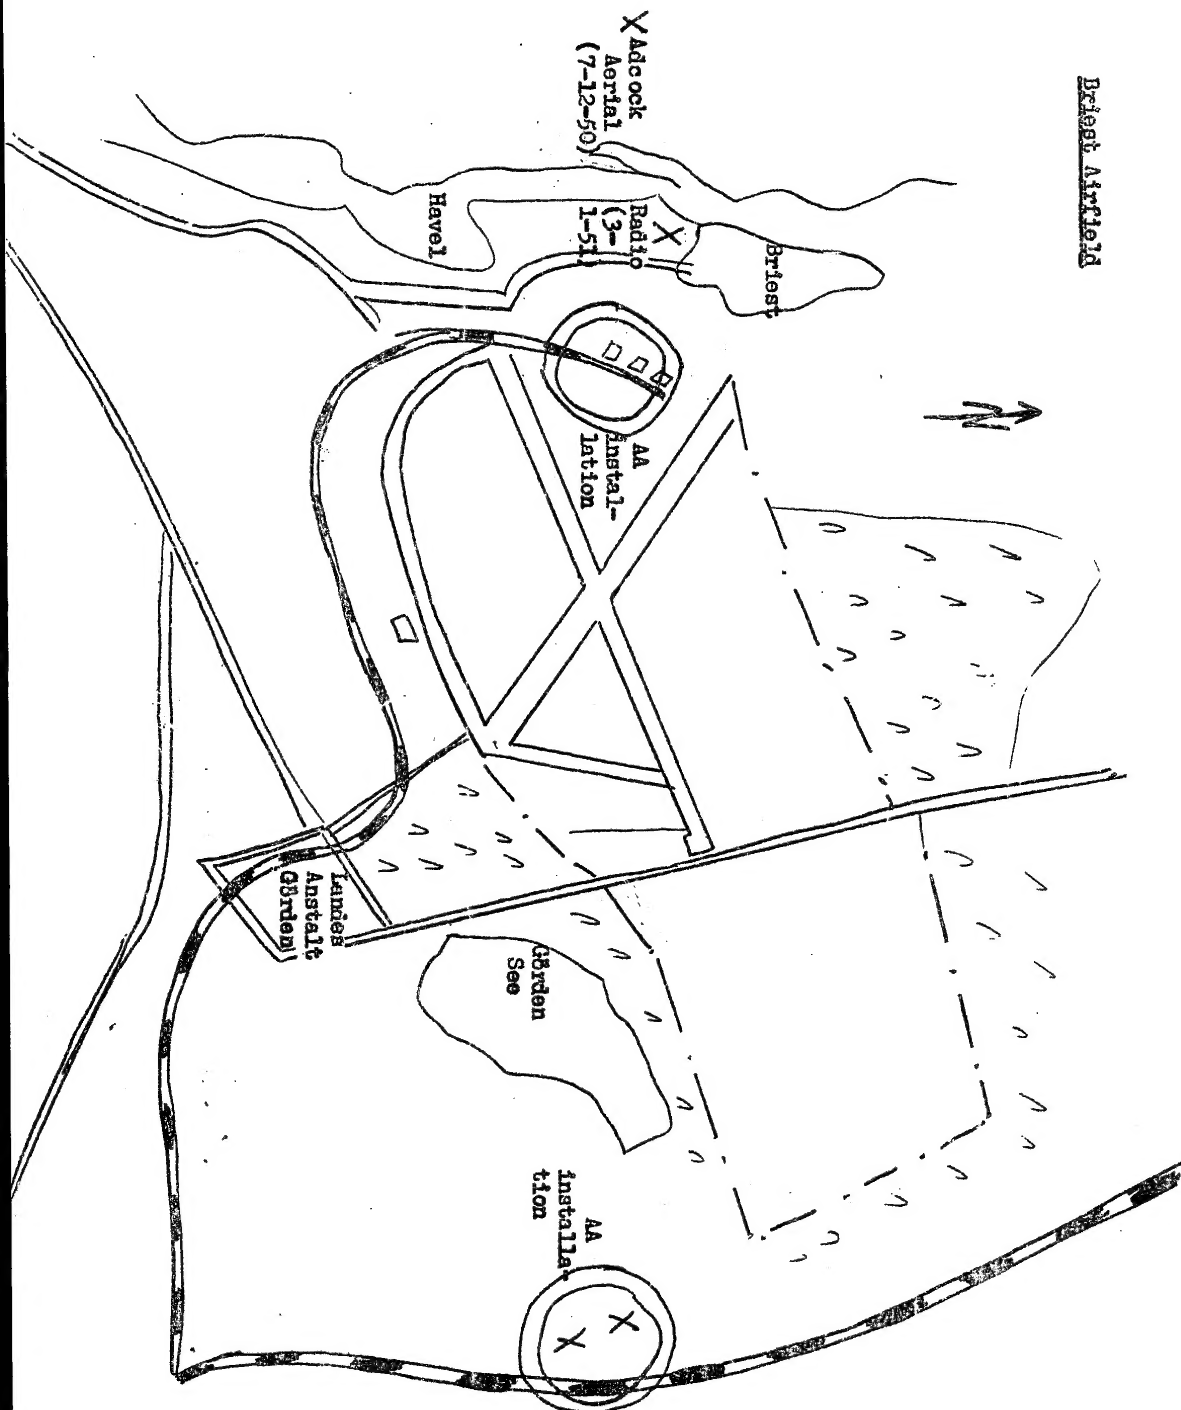 Briest Airfield
X Adcock
Aerial
(7-12-50)
Radio
(3-
1-51)
X
Briest
Havel
N
AA
instal-
lation
Landes
Anstalt
Görden
Görden
See
AA
installa-
tion
X
X